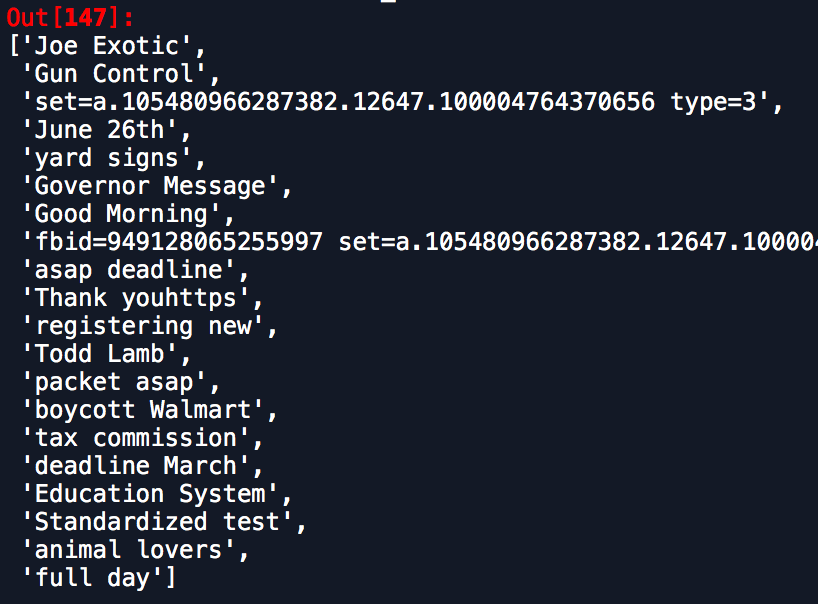 Out[147]:
['Joe Exotic',
'Gun Control',
'set=a.105480966287382.12647.100004764370656 type=3',
'June 26th',
'yard signs',
'Governor Message',
'Good Morning',
'fbid=949128065255997 set=a.105480966287382.12647.100004
'asap deadline',
'Thank youhttps',
'registering new',
'Todd Lamb',
'packet asap',
'boycott Walmart',
'tax commission',
'deadline March',
'Education System',
'Standardized test',
'animal lovers',
'full day']